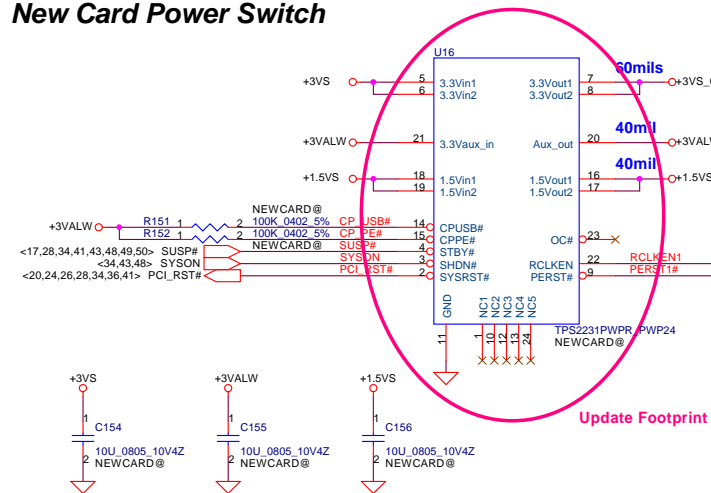 New Card Power Switch
U16
60mils
+3VS 5 3.3Vin1 3.3Vout1 7 +3VS_
6 3.3Vin2 3.3Vout2 8
40mil
+3VALW 21 3.3Vaux_in Aux_out 20 +3VAL
40mil
+1.5VS 18 1.5Vin1 1.5Vout1 16 +1.5VS
19 1.5Vin2 1.5Vout2 17
NEWCARD@
+3VALW R151 1 2 100K_0402_5% CP_USB# 14 CPUSB#
R152 1 2 100K_0402_5% CP_PE# 15 CPPE# OC# 23
NEWCARD@
<17,28,34,41,43,48,49,50> SUSP# SUSP# 4 STBY#
<34,43,48> SYSON SYSON 3 SHDN# RCLKEN 22 RCLKEN1
<20,24,26,28,34,36,41> PCI_RST# PCI_RST# 2 SYSRST# PERST# 9 PERST1#
GND NC1 NC2 NC3 NC4 NC5
11 1 10 12 13 24
TPS2231PWPR_PWP24
NEWCARD@
+3VS +3VALW +1.5VS
1 1 1
C154 C155 C156
10U_0805_10V4Z 10U_0805_10V4Z 10U_0805_10V4Z
2 NEWCARD@ 2 NEWCARD@ 2 NEWCARD@
Update Footprint